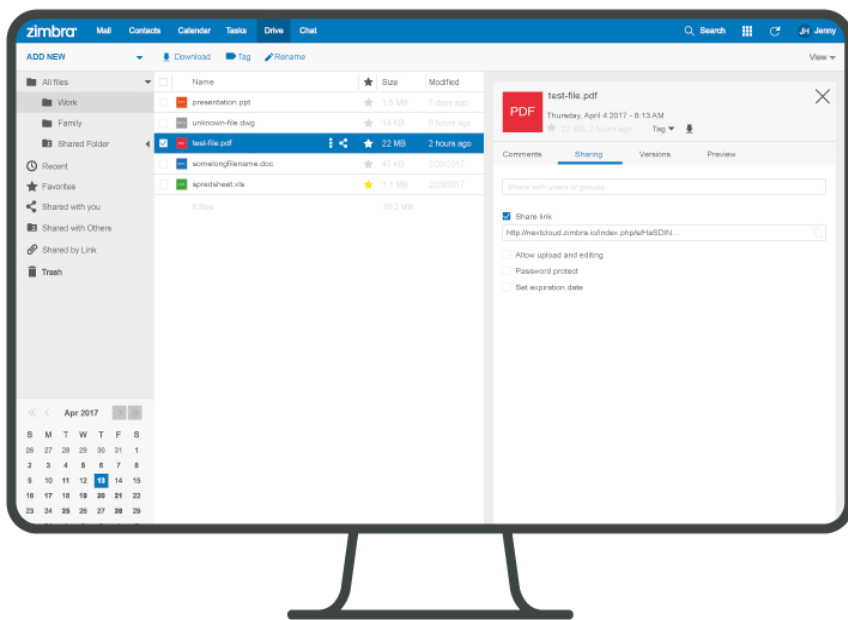 zimbra Mail Contacts Calendar Tasks Drive Chat Search JH Jenny
ADD NEW Download Tag Rename View
All files
Work
Family
Shared Folder
Recent
Favorites
Shared with you
Shared with Others
Shared by Link
Trash
Name Size Modified
presentation.ppt 1.5 MB 7 days ago
unknown-file.dwg 14 KB 5 hours ago
test-file.pdf 22 MB 2 hours ago
somelongfilename.doc 47 KB 2/28/2017
spredsheet.xls 1.1 MB 2/28/2017
6 files 25,2 MB
PDF
test-file.pdf
Thursday, April 4 2017 - 8:13 AM
22 MB, 2 hours ago Tag
Comments Sharing Versions Preview
Share with users or groups
Share link
http://nextcloud.zimbra.io/index.php/s/HaSDIN...
Allow upload and editing
Password protect
Set expiration date
Apr 2017
S M T W T F S
26 27 28 29 30 31 1
2 3 4 5 6 7 8
9 10 11 12 13 14 15
16 17 18 19 20 21 22
23 24 25 26 27 28 29